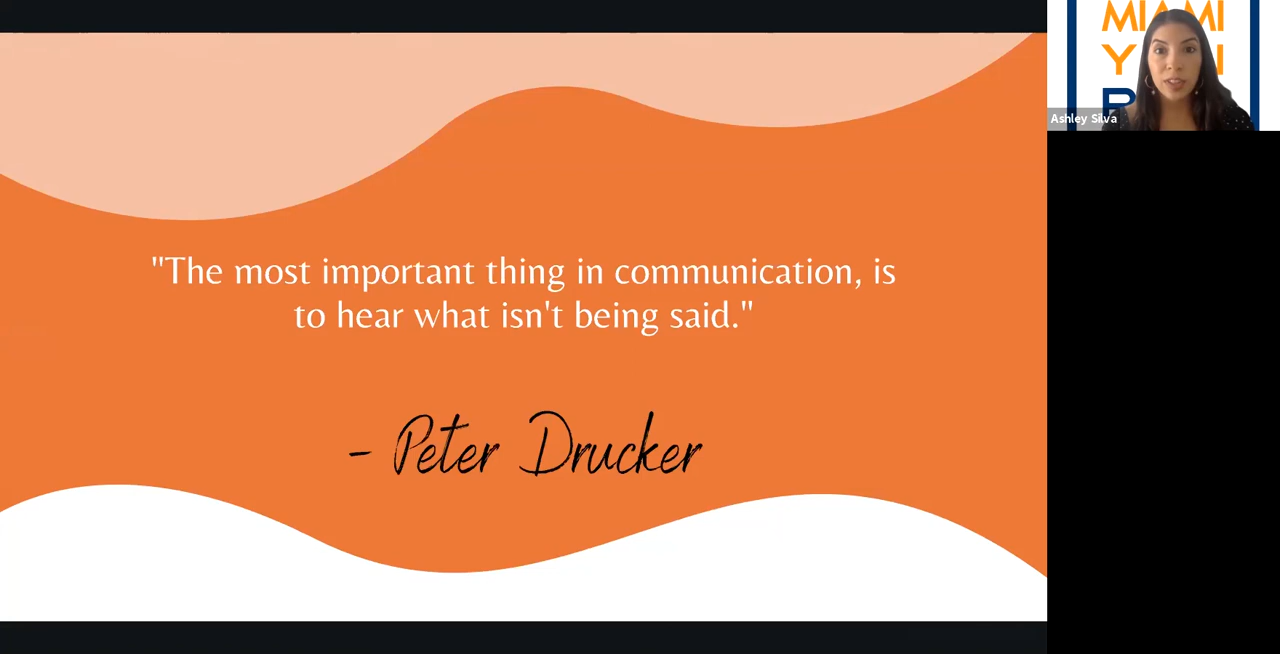 "The most important thing in communication, is
to hear what isn't being said."
- Peter Drucker
MIAMI
Ashley Silva